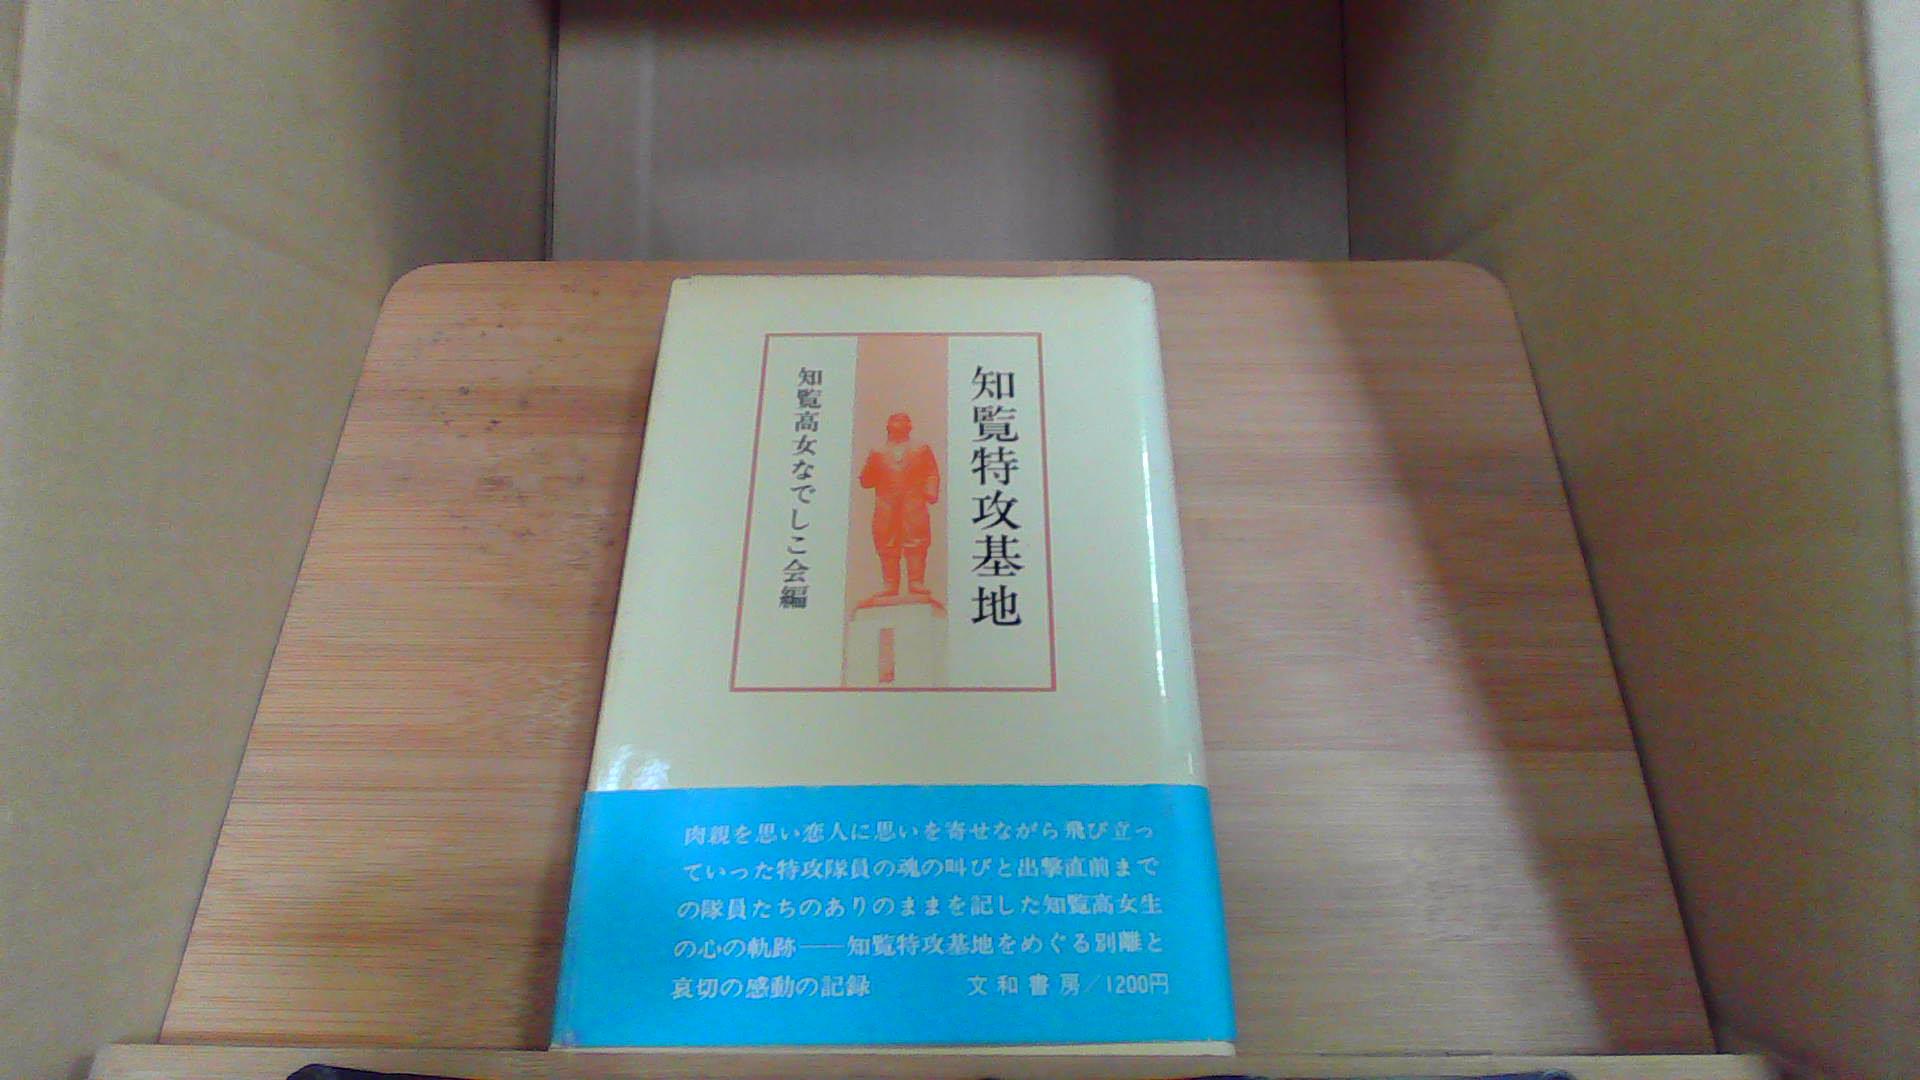 知覧特攻基地
知覧高女なでしこ会編
肉親を思い恋人に思いを寄せながら飛び立っ
ていった特攻隊員の魂の叫びと出撃直前まで
の隊員たちのありのままを記した知覧高女生
の心の軌跡――知覧特攻基地をめぐる別離と
哀切の感動の記録　文和書房／1200円